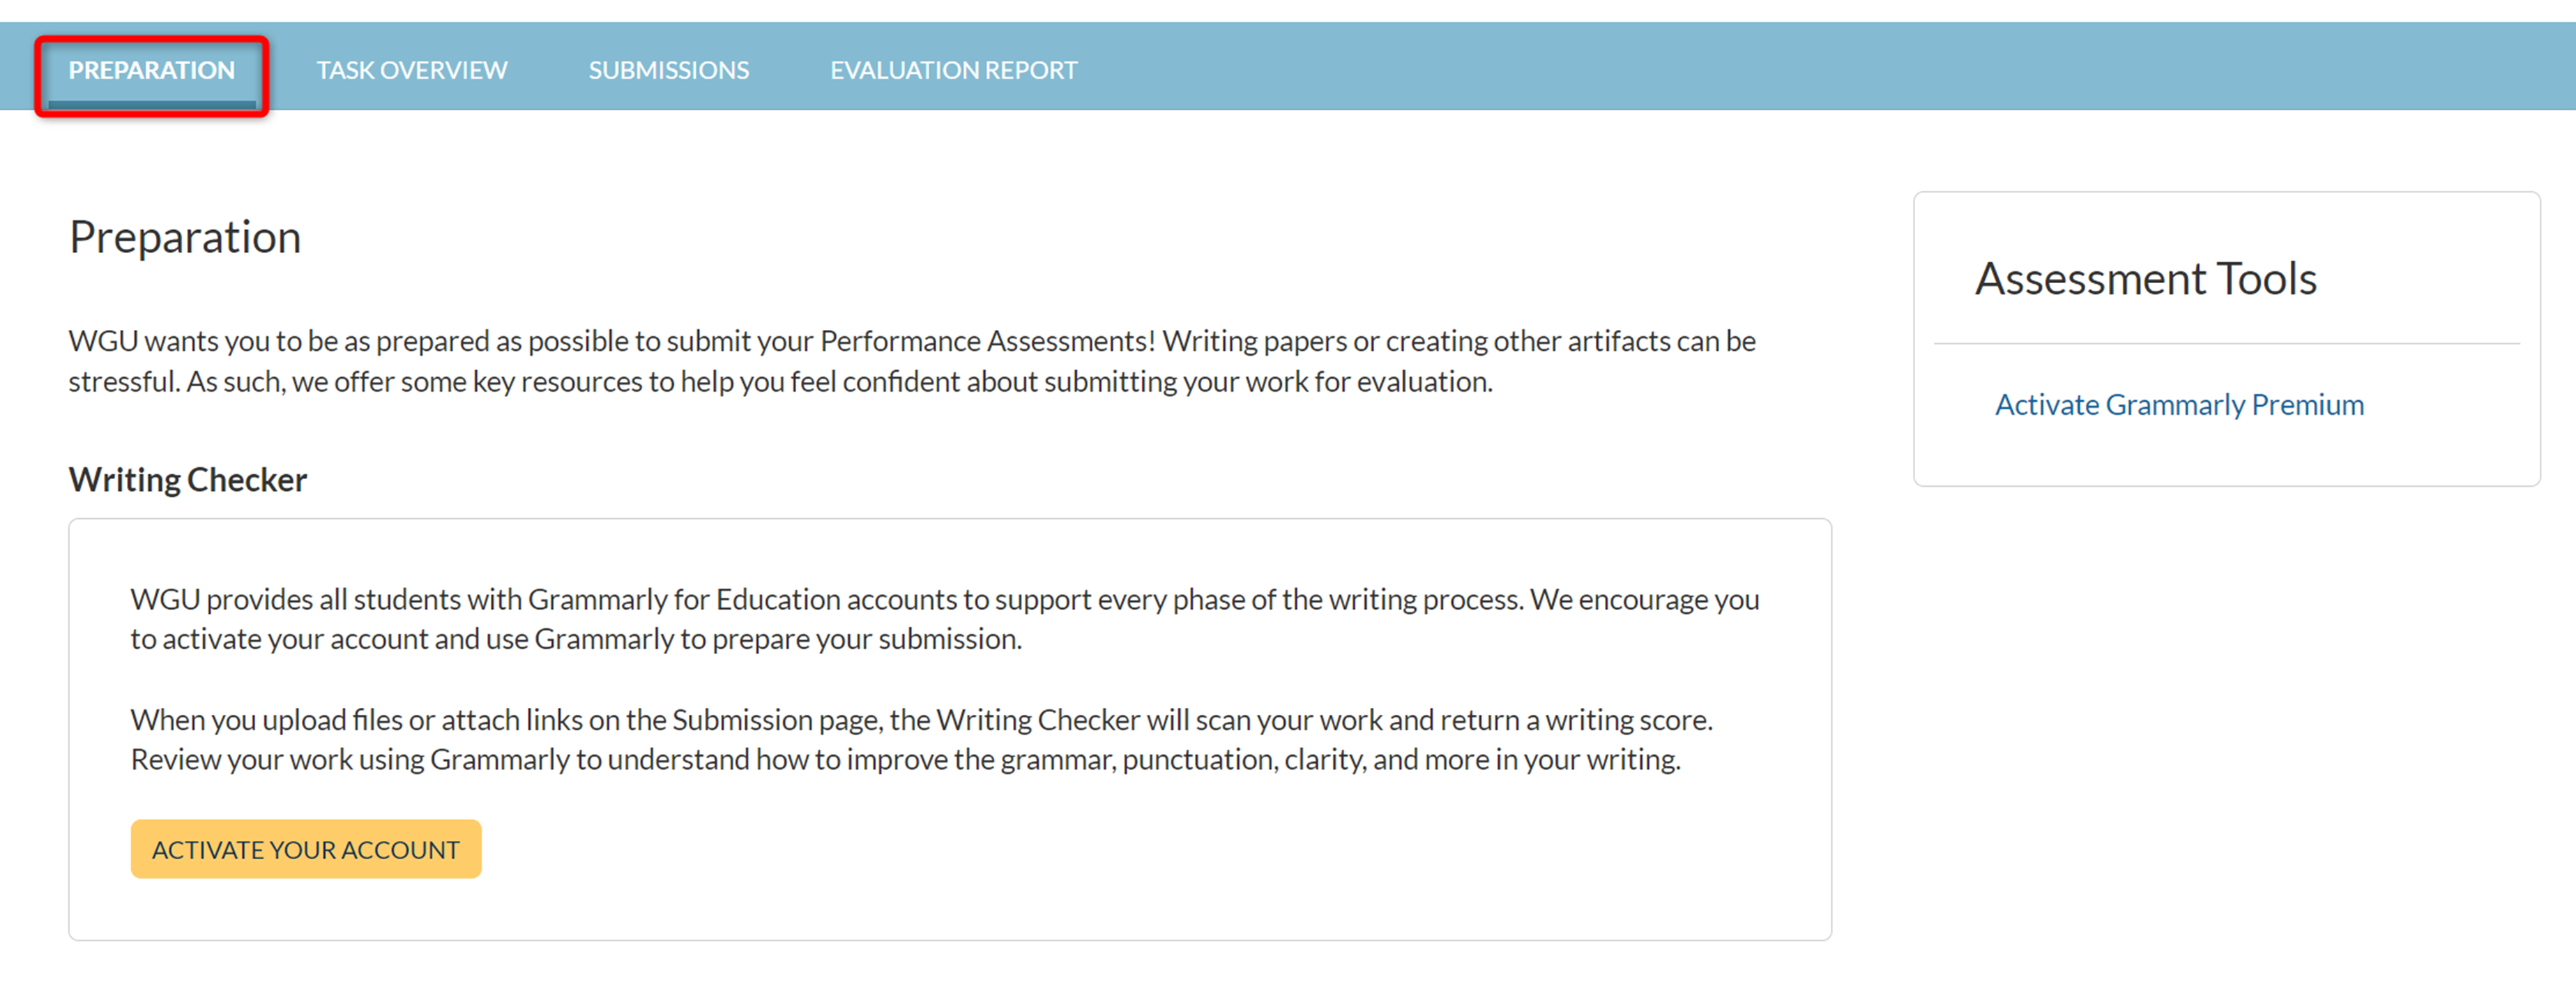 PREPARATION TASK OVERVIEW SUBMISSIONS EVALUATION REPORT
Preparation
WGU wants you to be as prepared as possible to submit your Performance Assessments! Writing papers or creating other artifacts can be
stressful. As such, we offer some key resources to help you feel confident about submitting your work for evaluation.
Writing Checker
WGU provides all students with Grammarly for Education accounts to support every phase of the writing process. We encourage you
to activate your account and use Grammarly to prepare your submission.
When you upload files or attach links on the Submission page, the Writing Checker will scan your work and return a writing score.
Review your work using Grammarly to understand how to improve the grammar, punctuation, clarity, and more in your writing.
ACTIVATE YOUR ACCOUNT
Assessment Tools
Activate Grammarly Premium